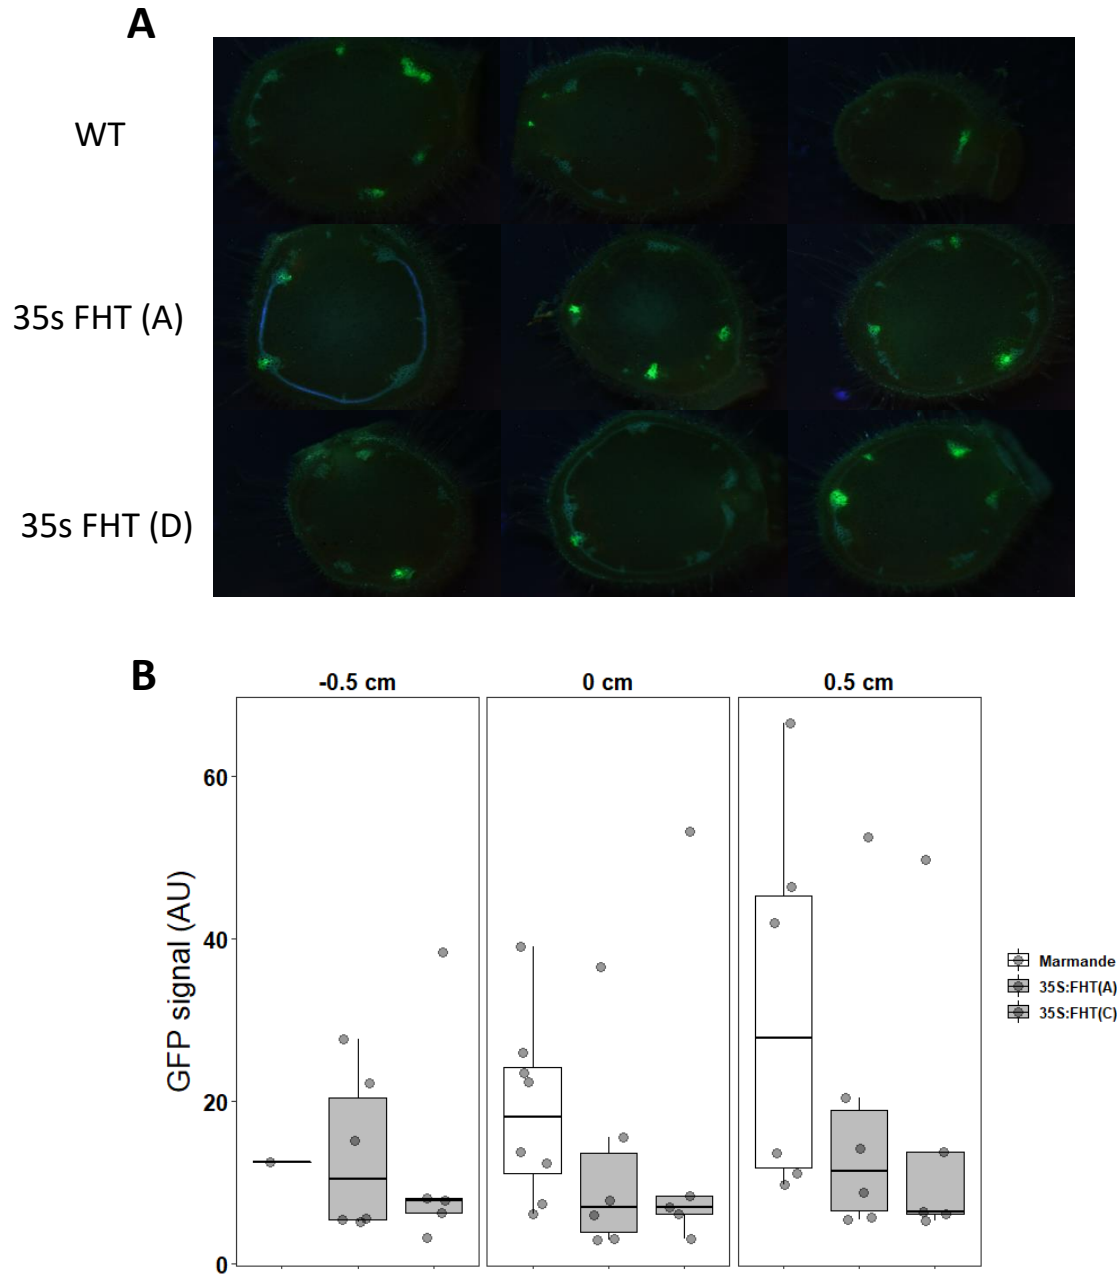 A
WT
35s FHT (A)
35s FHT (D)
B
-0.5 cm
0 cm
0.5 cm
GFP signal (AU)
60
40
20
0
Marmande
35S:FHT(A)
35S:FHT(C)